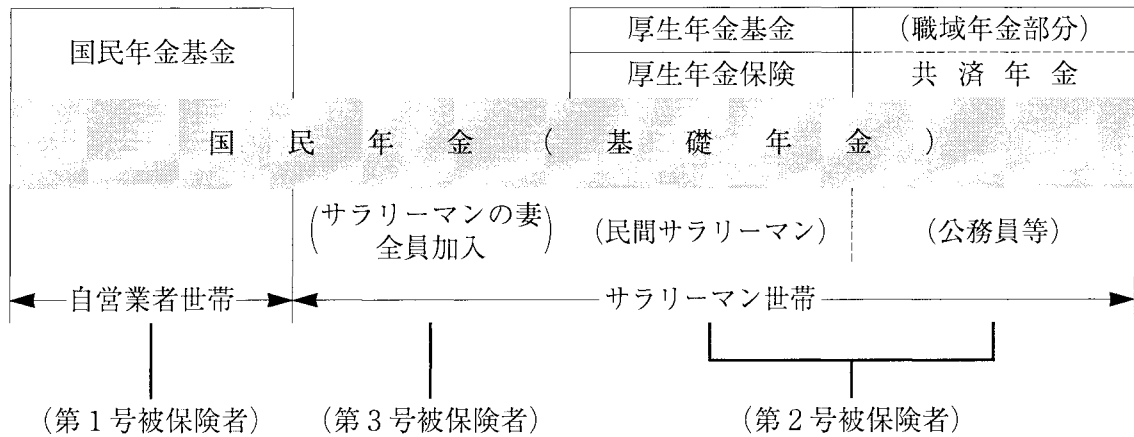 国民年金基金
厚生年金基金
(職域年金部分)
厚生年金保険
共済年金
国民年金(基礎年金)
(サラリーマンの妻
全員加入)
(民間サラリーマン)
(公務員等)
自営業者世帯
サラリーマン世帯
(第1号被保険者)
(第3号被保険者)
(第2号被保険者)